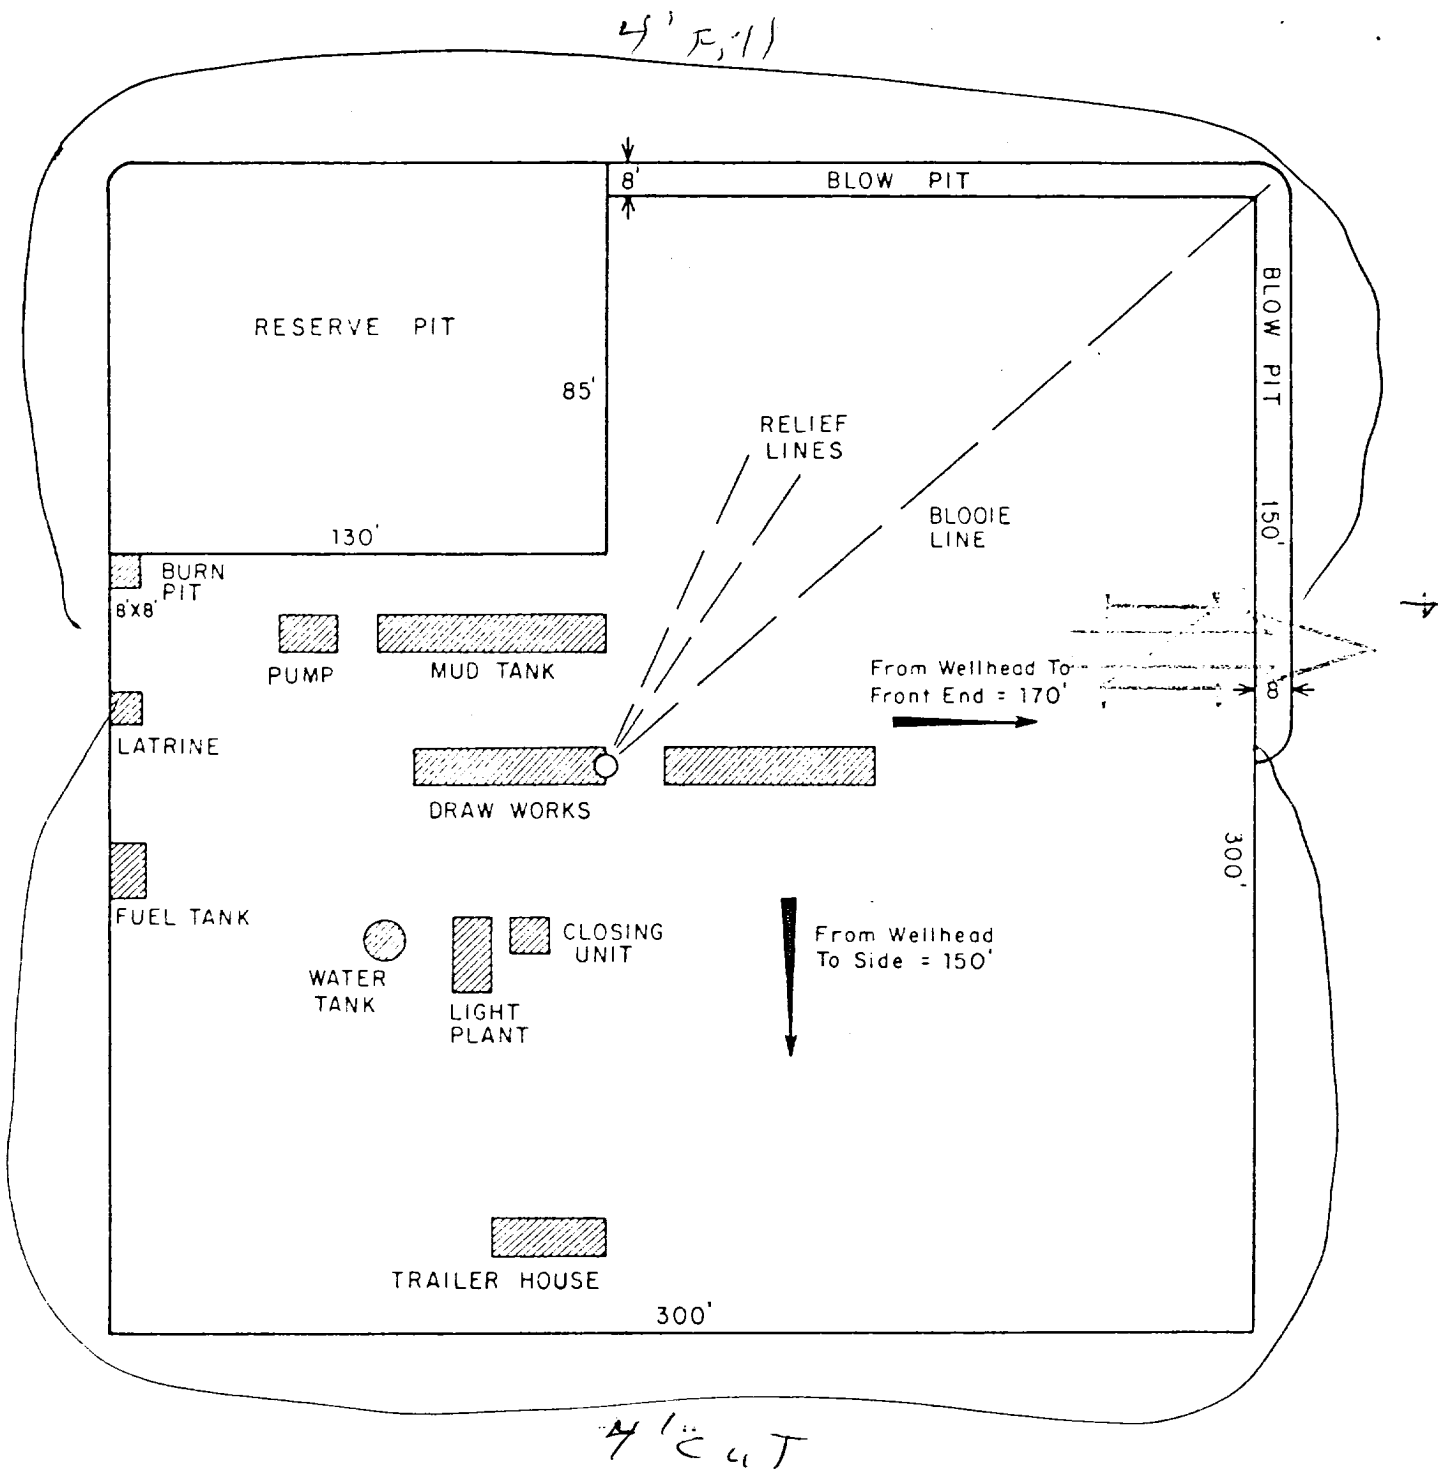 4' Fill
8'
BLOW PIT
BLOW PIT
RESERVE PIT
85'
RELIEF
LINES
BLOOIE
LINE
150'
130'
BURN
PIT
8'X8'
PUMP
MUD TANK
From Wellhead To
Front End = 170'
8'
LATRINE
DRAW WORKS
300'
FUEL TANK
CLOSING
UNIT
From Wellhead
To Side = 150'
WATER
TANK
LIGHT
PLANT
TRAILER HOUSE
300'
4' CuT